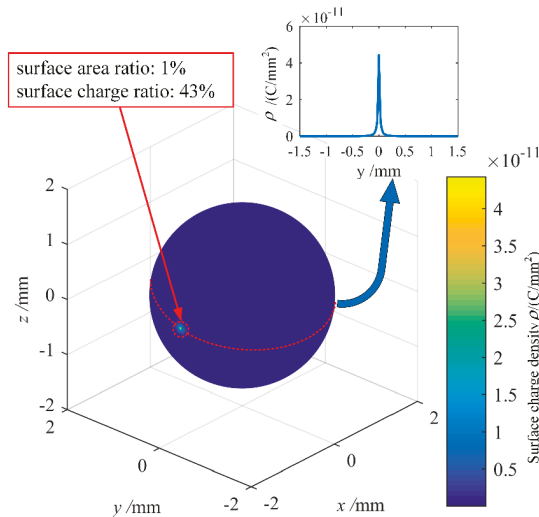 surface area ratio: 1%
surface charge ratio: 43%
×10⁻¹¹
6
4
2
0
ρ /(C/mm²)
-1.5 -1 -0.5 0 0.5 1 1.5
y /mm
×10⁻¹¹
4
3.5
3
2.5
2
1.5
1
0.5
Surface charge density ρ/(C/mm²)
2
1
0
-1
-2
z /mm
2
0
-2
y /mm
-2
0
2
x /mm